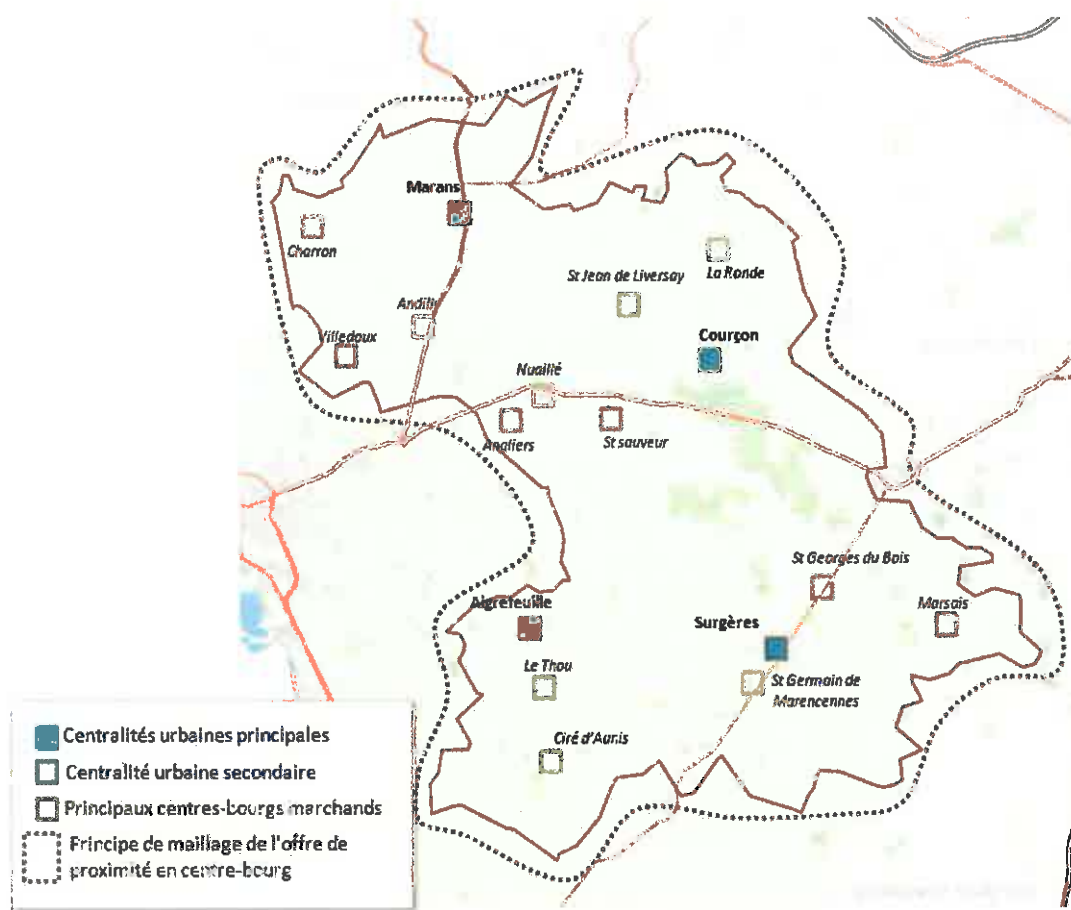 Marans
Charron
La Ronde
St Jean de Liversay
Andilly
Villedoux
Courçon
Nuaillé
Angliers
St sauveur
St Georges du Bois
Aigrefeuille
Marsais
Surgères
Le Thou
St Germain de
Marencennes
Ciré d'Aunis
Centralités urbaines principales
Centralité urbaine secondaire
Principaux centres-bourgs marchands
Principe de maillage de l'offre de
proximité en centre-bourg